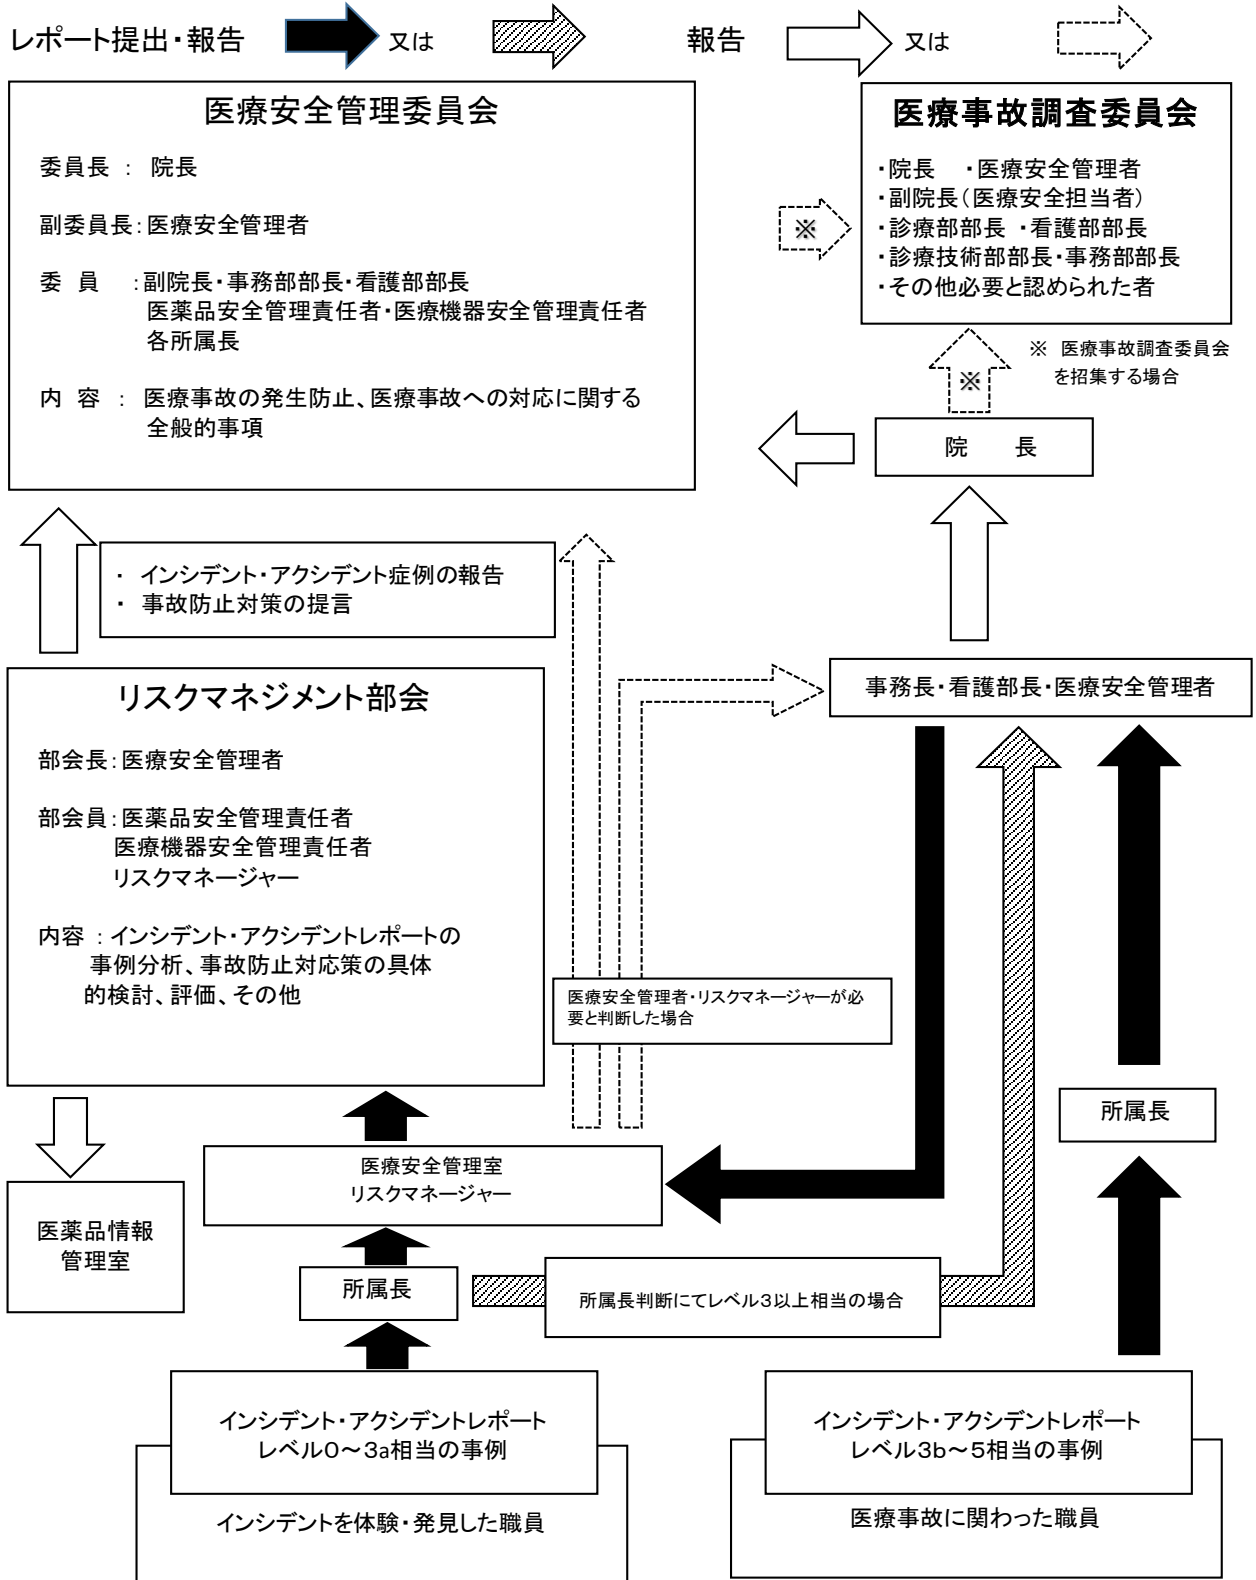 レポート提出・報告 又は 報告 又は
医療安全管理委員会
委員長 : 院長
副委員長:医療安全管理者
委 員 :副院長・事務部部長・看護部部長
医薬品安全管理責任者・医療機器安全管理責任者
各所属長
内 容 : 医療事故の発生防止、医療事故への対応に関する
全般的事項
医療事故調査委員会
・院長 ・医療安全管理者
・副院長(医療安全担当者)
・診療部部長 ・看護部部長
・診療技術部部長・事務部部長
・その他必要と認められた者
※
※
※ 医療事故調査委員会
を招集する場合
院 長
・ インシデント・アクシデント症例の報告
・ 事故防止対策の提言
リスクマネジメント部会
部会長:医療安全管理者
部会員:医薬品安全管理責任者
医療機器安全管理責任者
リスクマネージャー
内容 :インシデント・アクシデントレポートの
事例分析、事故防止対応策の具体
的検討、評価、その他
事務長・看護部長・医療安全管理者
医療安全管理者・リスクマネージャーが必
要と判断した場合
所属長
医療安全管理室
リスクマネージャー
医薬品情報
管理室
所属長
所属長判断にてレベル3以上相当の場合
インシデント・アクシデントレポート
レベル0~3a相当の事例
インシデントを体験・発見した職員
インシデント・アクシデントレポート
レベル3b~5相当の事例
医療事故に関わった職員